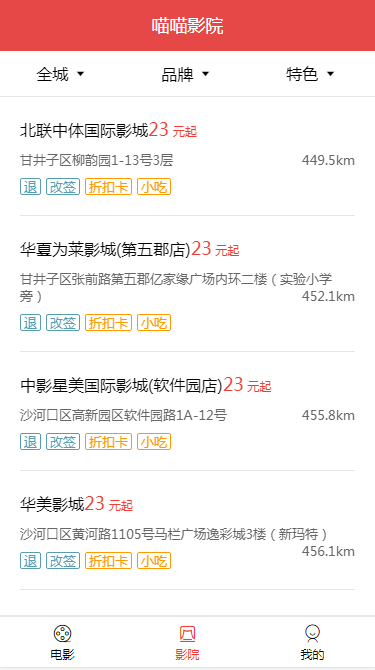 喵喵影院
全城 品牌 特色
北联中体国际影城23 元起
甘井子区柳韵园1-13号3层 449.5km
退 改签 折扣卡 小吃
华夏为莱影城(第五郡店)23 元起
甘井子区张前路第五郡亿家缘广场内环二楼（实验小学
旁） 452.1km
退 改签 折扣卡 小吃
中影星美国际影城(软件园店)23 元起
沙河口区高新园区软件园路1A-12号 455.8km
退 改签 折扣卡 小吃
华美影城23 元起
沙河口区黄河路1105号马栏广场逸彩城3楼（新玛特）
456.1km
退 改签 折扣卡 小吃
电影 影院 我的